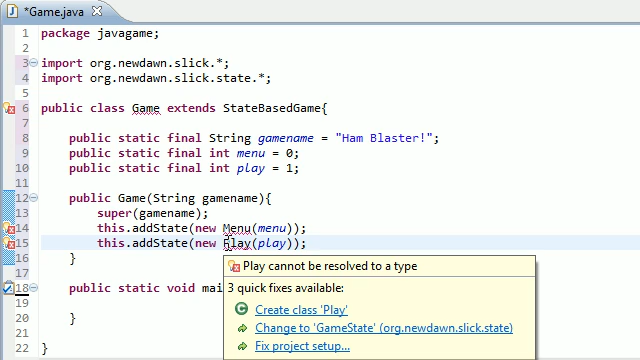 *Game.java
1 package javagame;
2
3 import org.newdawn.slick.*;
4 import org.newdawn.slick.state.*;
5
6 public class Game extends StateBasedGame{
7
8 public static final String gamename = "Ham Blaster!";
9 public static final int menu = 0;
10 public static final int play = 1;
11
12 public Game(String gamename){
13 super(gamename);
14 this.addState(new Menu(menu));
15 this.addState(new Play(play));
16 }
17
18 public static void mai
19
20 }
21
22 }
Play cannot be resolved to a type
3 quick fixes available:
Create class 'Play'
Change to 'GameState' (org.newdawn.slick.state)
Fix project setup...